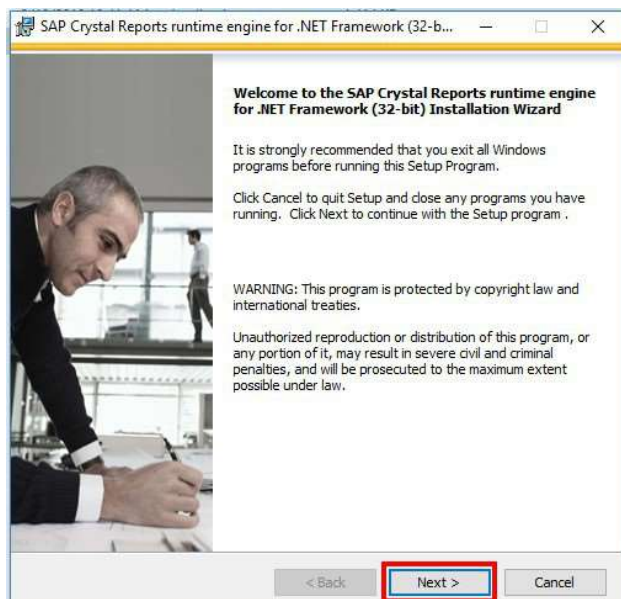 SAP Crystal Reports runtime engine for .NET Framework (32-b...
Welcome to the SAP Crystal Reports runtime engine
for .NET Framework (32-bit) Installation Wizard
It is strongly recommended that you exit all Windows
programs before running this Setup Program.
Click Cancel to quit Setup and close any programs you have
running. Click Next to continue with the Setup program .
WARNING: This program is protected by copyright law and
international treaties.
Unauthorized reproduction or distribution of this program, or
any portion of it, may result in severe civil and criminal
penalties, and will be prosecuted to the maximum extent
possible under law.
< Back
Next >
Cancel